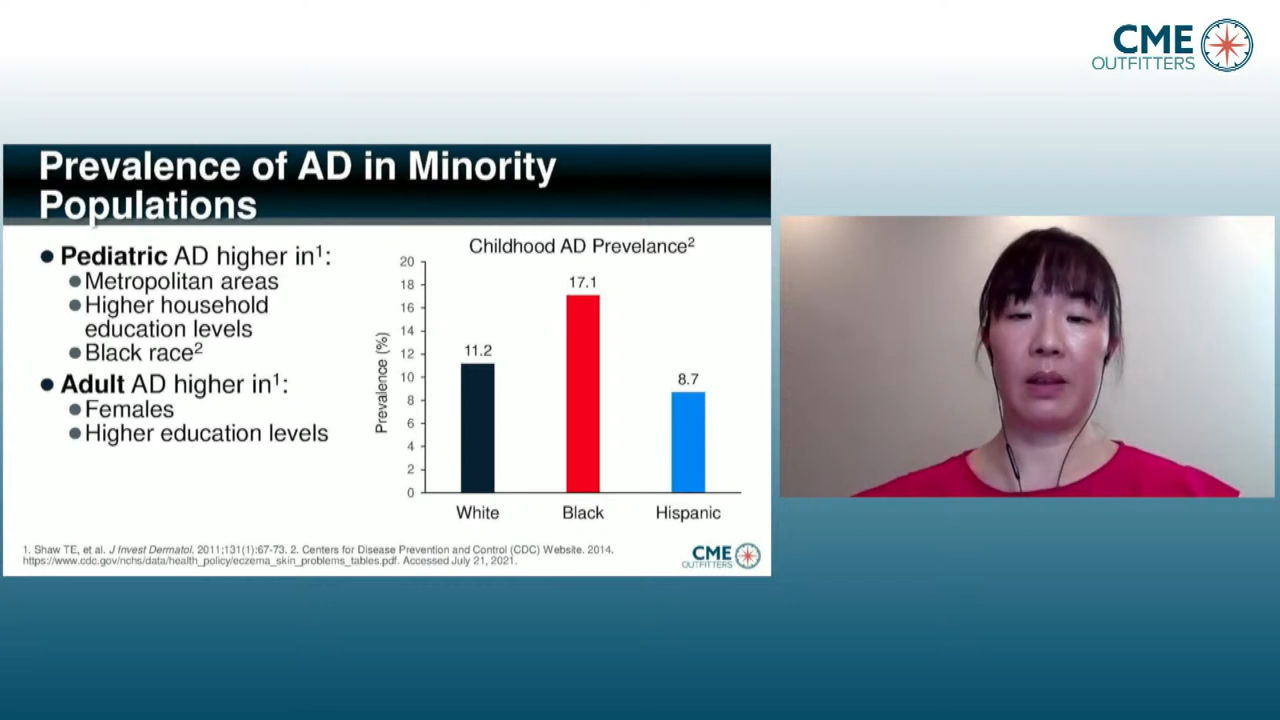 CME
OUTFITTERS
Prevalence of AD in Minority
Populations
● Pediatric AD higher in¹:
● Metropolitan areas
● Higher household
education levels
● Black race²
● Adult AD higher in¹:
● Females
● Higher education levels
Childhood AD Prevelance²
Prevalence (%)
20
18
16
14
12
10
8
6
4
2
0
11.2
17.1
8.7
White
Black
Hispanic
1. Shaw TE, et al. J Invest Dermatol. 2011;131(1):67-73. 2. Centers for Disease Prevention and Control (CDC) Website. 2014.
https://www.cdc.gov/nchs/data/health_policy/eczema_skin_problems_tables.pdf. Accessed July 21, 2021.
CME
OUTFITTERS